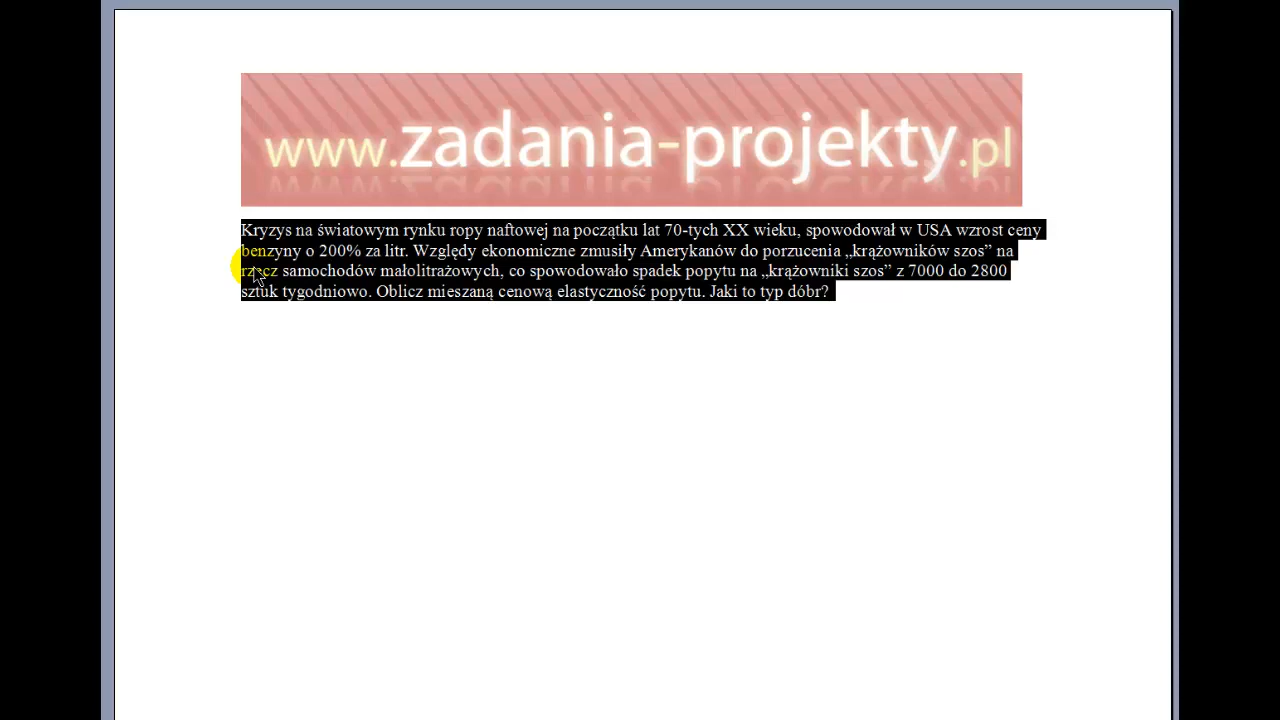 www.zadania-projekty.pl
Kryzys na światowym rynku ropy naftowej na początku lat 70-tych XX wieku, spowodował w USA wzrost ceny
benzyny o 200% za litr. Względy ekonomiczne zmusiły Amerykanów do porzucenia „krążowników szos” na
rzecz samochodów małolitrażowych, co spowodowało spadek popytu na „krążowniki szos” z 7000 do 2800
sztuk tygodniowo. Oblicz mieszaną cenową elastyczność popytu. Jaki to typ dóbr?